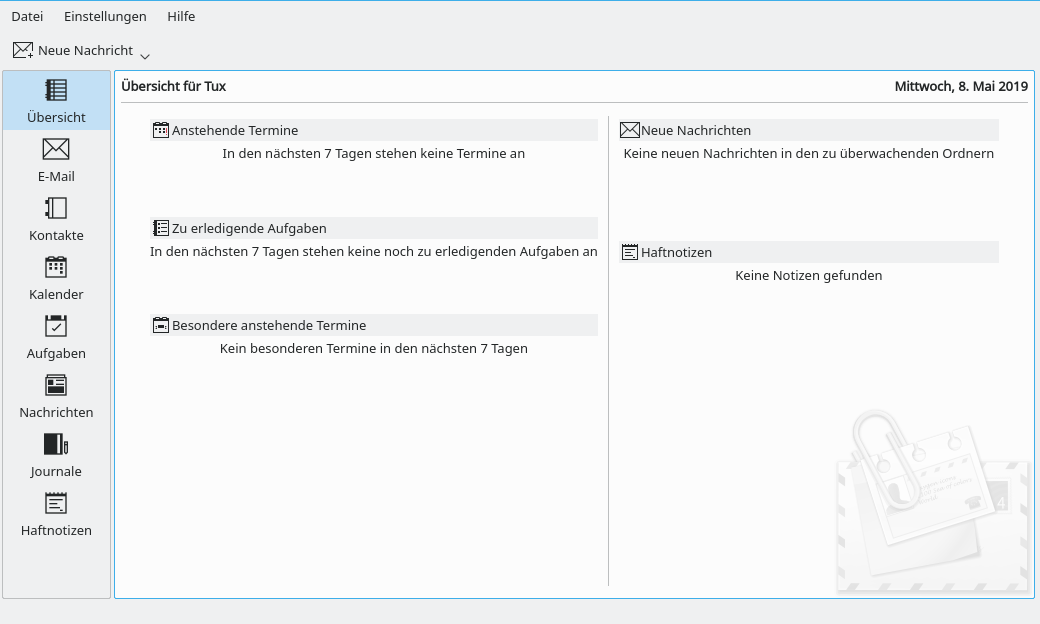 Datei Einstellungen Hilfe
Neue Nachricht
Übersicht
E-Mail
Kontakte
Kalender
Aufgaben
Nachrichten
Journale
Haftnotizen
Übersicht für Tux
Mittwoch, 8. Mai 2019
Anstehende Termine
In den nächsten 7 Tagen stehen keine Termine an
Zu erledigende Aufgaben
In den nächsten 7 Tagen stehen keine noch zu erledigenden Aufgaben an
Besondere anstehende Termine
Kein besonderen Termine in den nächsten 7 Tagen
Neue Nachrichten
Keine neuen Nachrichten in den zu überwachenden Ordnern
Haftnotizen
Keine Notizen gefunden
4